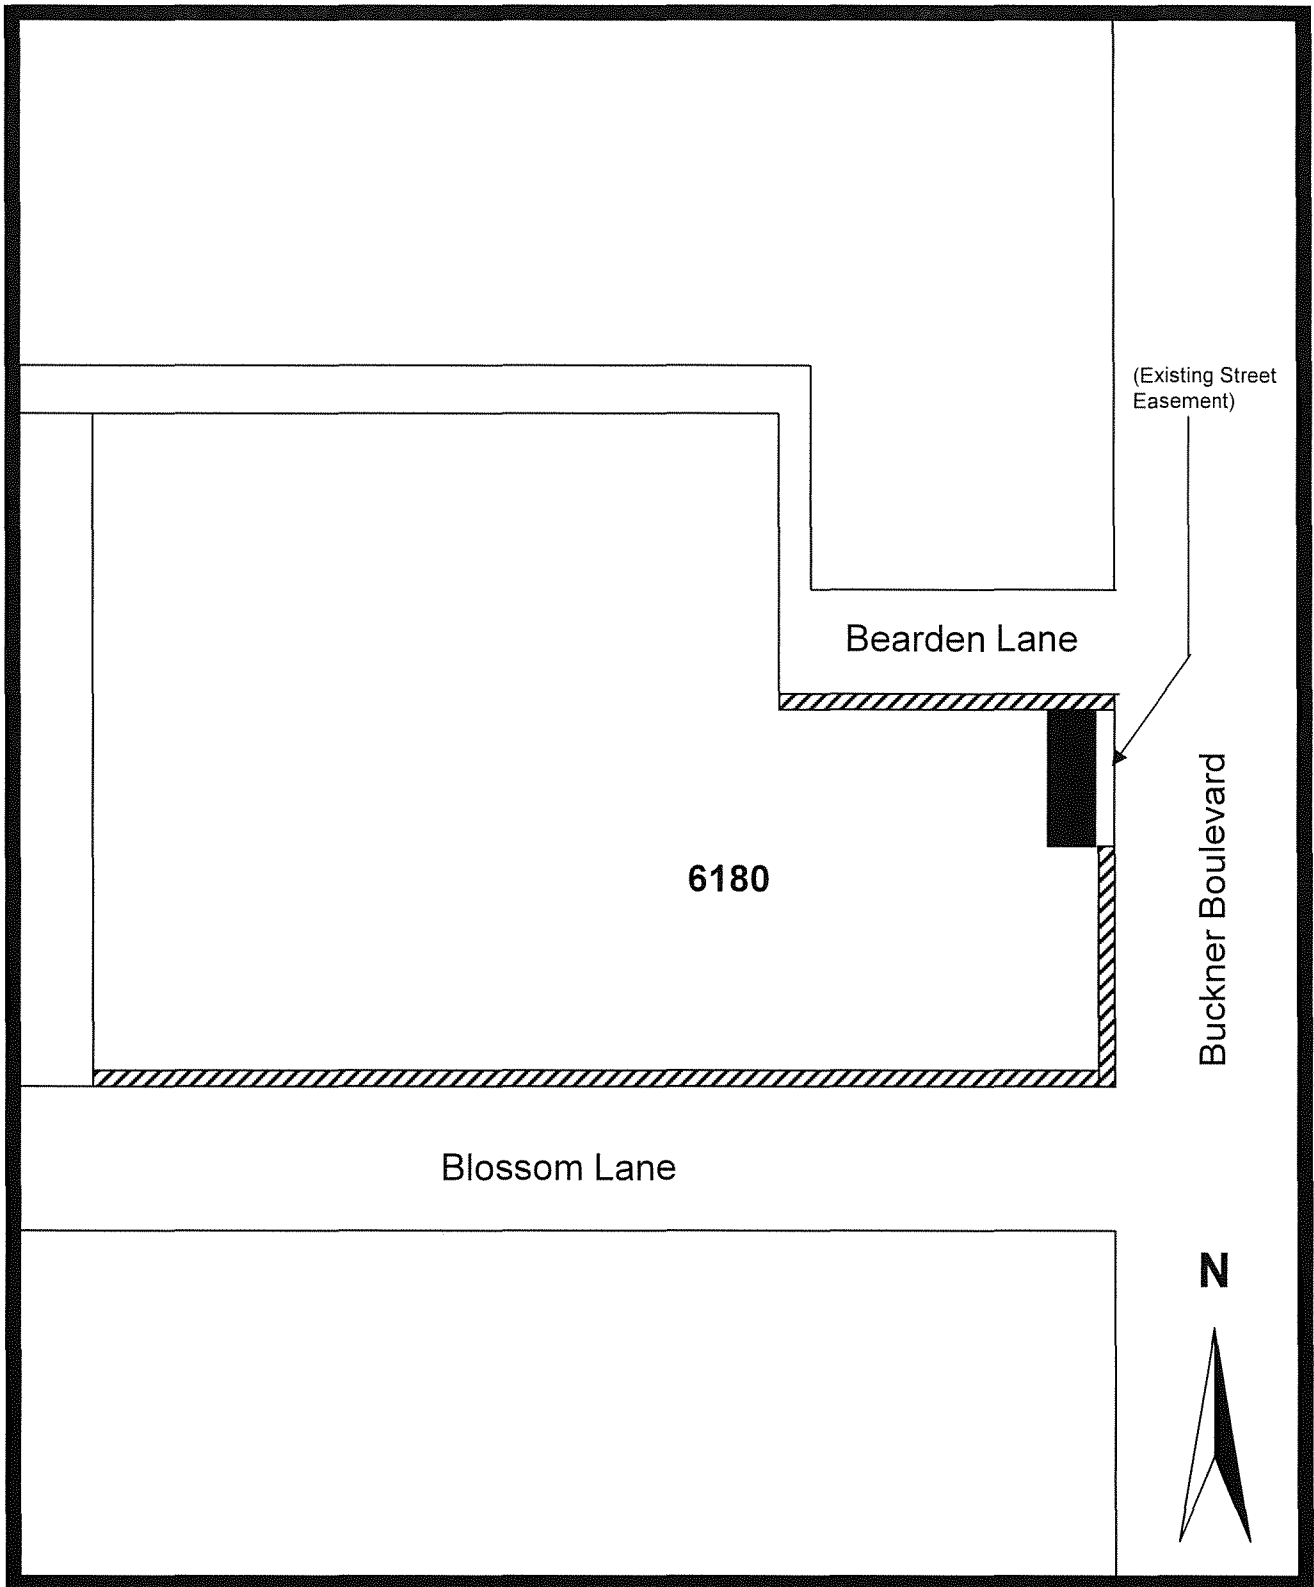 (Existing Street
Easement)
Bearden Lane
Buckner Boulevard
6180
Blossom Lane
N